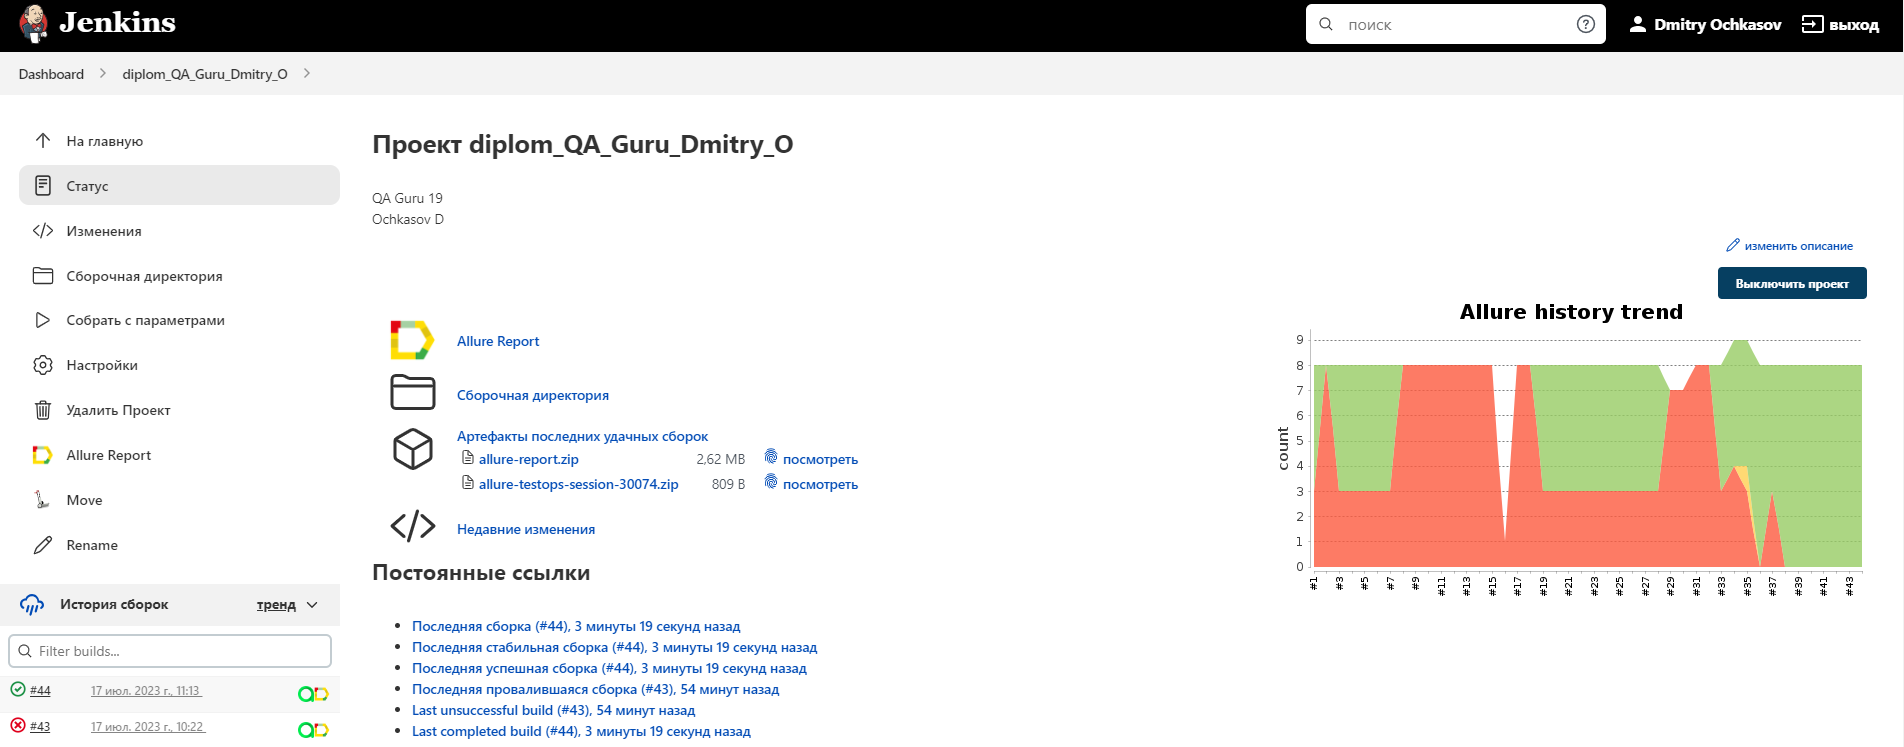 Jenkins
поиск
Dmitry Ochkasov
выход
Dashboard
diplom_QA_Guru_Dmitry_O
На главную
Статус
Изменения
Сборочная директория
Собрать с параметрами
Настройки
Удалить Проект
Allure Report
Move
Rename
История сборок
тренд
Filter builds...
#44
17 июл. 2023 г., 11:13
#43
17 июл. 2023 г., 10:22
Проект diplom_QA_Guru_Dmitry_O
QA Guru 19
Ochkasov D
изменить описание
Выключить проект
Allure Report
Сборочная директория
Артефакты последних удачных сборок
allure-report.zip 2,62 MB посмотреть
allure-testops-session-30074.zip 809 B посмотреть
Недавние изменения
Постоянные ссылки
Последняя сборка (#44), 3 минуты 19 секунд назад
Последняя стабильная сборка (#44), 3 минуты 19 секунд назад
Последняя успешная сборка (#44), 3 минуты 19 секунд назад
Последняя провалившаяся сборка (#43), 54 минут назад
Last unsuccessful build (#43), 54 минут назад
Last completed build (#44), 3 минуты 19 секунд назад
Allure history trend
count
9
8
7
6
5
4
3
2
1
0
#1 #3 #5 #7 #9 #11 #13 #15 #17 #19 #21 #23 #25 #27 #29 #31 #33 #35 #37 #39 #41 #43